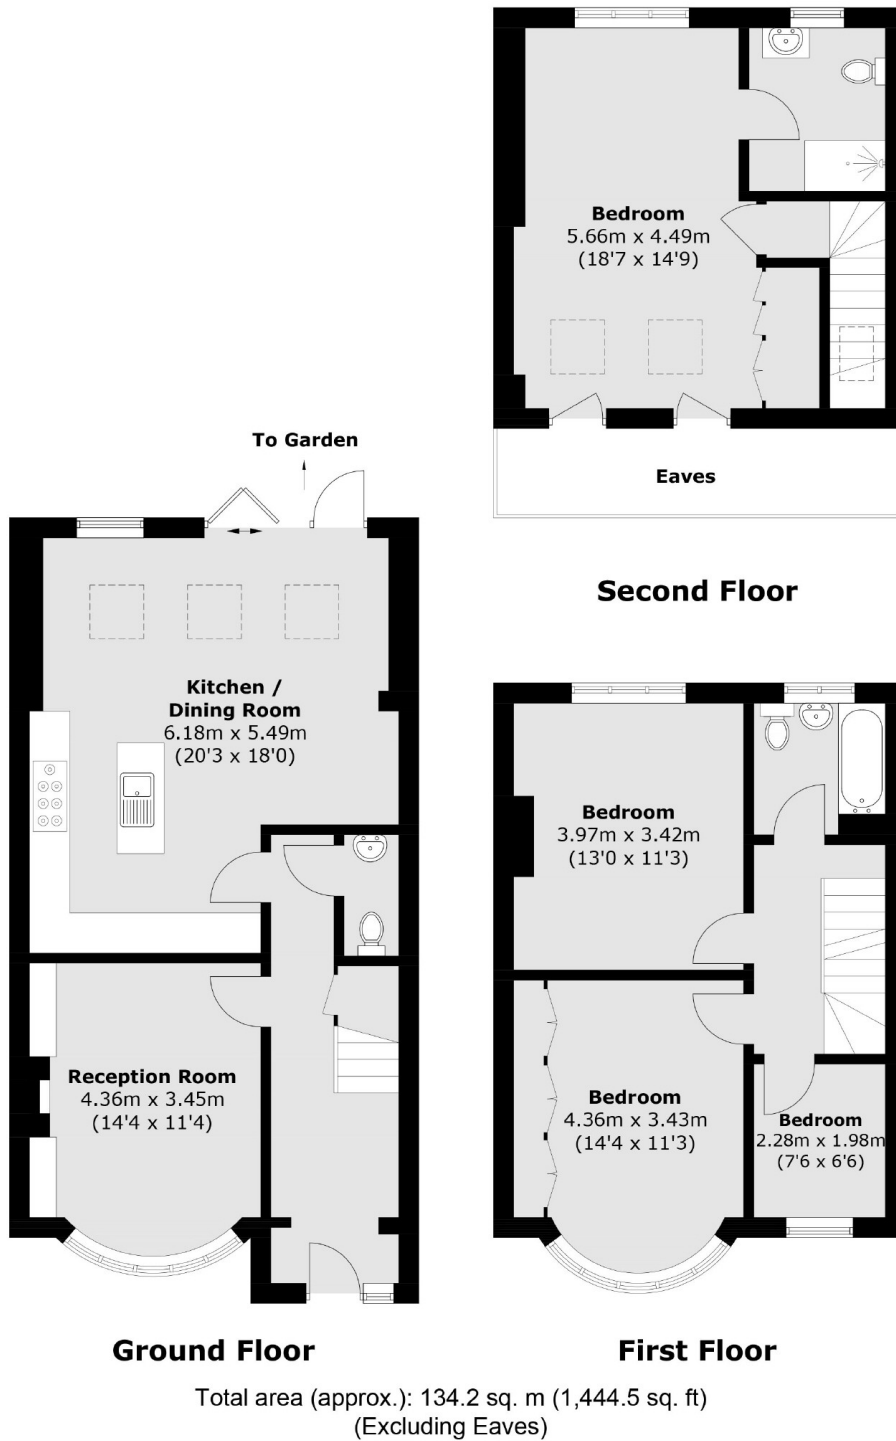 Bedroom
5.66m x 4.49m
(18'7 x 14'9)
Eaves
Second Floor
To Garden
Kitchen /
Dining Room
6.18m x 5.49m
(20'3 x 18'0)
Reception Room
4.36m x 3.45m
(14'4 x 11'4)
Ground Floor
Bedroom
3.97m x 3.42m
(13'0 x 11'3)
Bedroom
4.36m x 3.43m
(14'4 x 11'3)
Bedroom
2.28m x 1.98m
(7'6 x 6'6)
First Floor
Total area (approx.): 134.2 sq. m (1,444.5 sq. ft)
(Excluding Eaves)